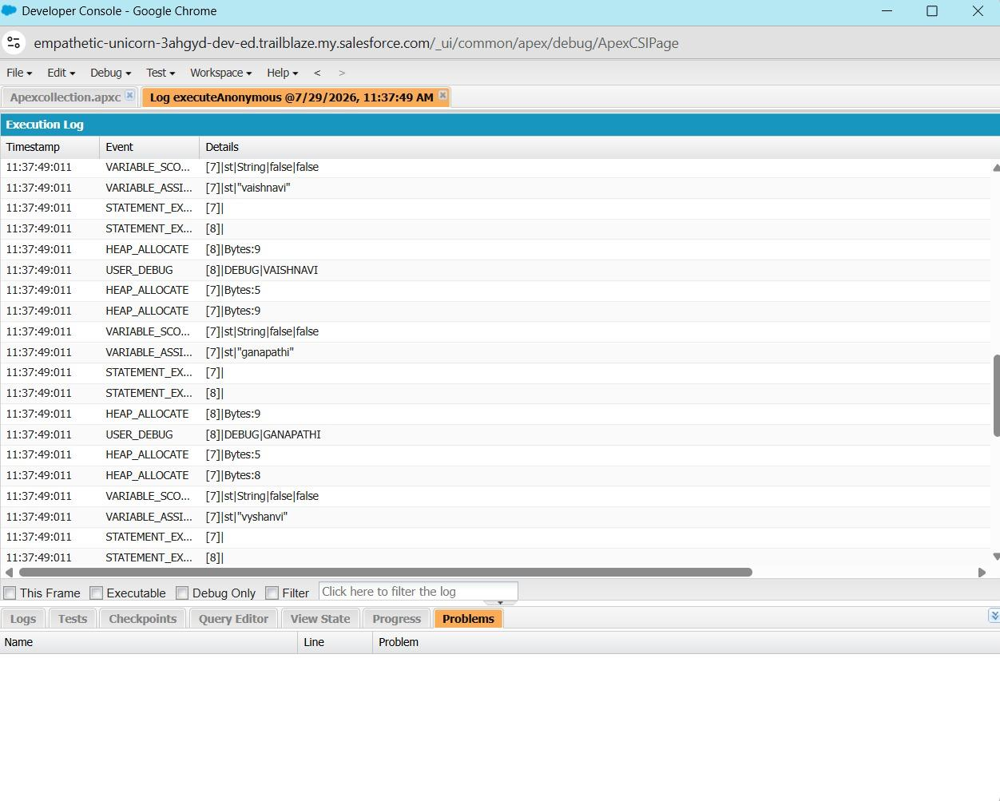 Developer Console - Google Chrome
empathetic-unicorn-3ahgyd-dev-ed.trailblaze.my.salesforce.com/_ui/common/apex/debug/ApexCSIPage
File Edit Debug Test Workspace Help < >
Apexcollection.apxc Log executeAnonymous @7/29/2026, 11:37:49 AM
Execution Log
Timestamp Event Details
11:37:49:011 VARIABLE_SCO... [7]|st|String|false|false
11:37:49:011 VARIABLE_ASSI... [7]|st|"vaishnavi"
11:37:49:011 STATEMENT_EX... [7]|
11:37:49:011 STATEMENT_EX... [8]|
11:37:49:011 HEAP_ALLOCATE [8]|Bytes:9
11:37:49:011 USER_DEBUG [8]|DEBUG|VAISHNAVI
11:37:49:011 HEAP_ALLOCATE [7]|Bytes:5
11:37:49:011 HEAP_ALLOCATE [7]|Bytes:9
11:37:49:011 VARIABLE_SCO... [7]|st|String|false|false
11:37:49:011 VARIABLE_ASSI... [7]|st|"ganapathi"
11:37:49:011 STATEMENT_EX... [7]|
11:37:49:011 STATEMENT_EX... [8]|
11:37:49:011 HEAP_ALLOCATE [8]|Bytes:9
11:37:49:011 USER_DEBUG [8]|DEBUG|GANAPATHI
11:37:49:011 HEAP_ALLOCATE [7]|Bytes:5
11:37:49:011 HEAP_ALLOCATE [7]|Bytes:8
11:37:49:011 VARIABLE_SCO... [7]|st|String|false|false
11:37:49:011 VARIABLE_ASSI... [7]|st|"vyshanvi"
11:37:49:011 STATEMENT_EX... [7]|
11:37:49:011 STATEMENT_EX... [8]|
This Frame Executable Debug Only Filter Click here to filter the log
Logs Tests Checkpoints Query Editor View State Progress Problems
Name Line Problem